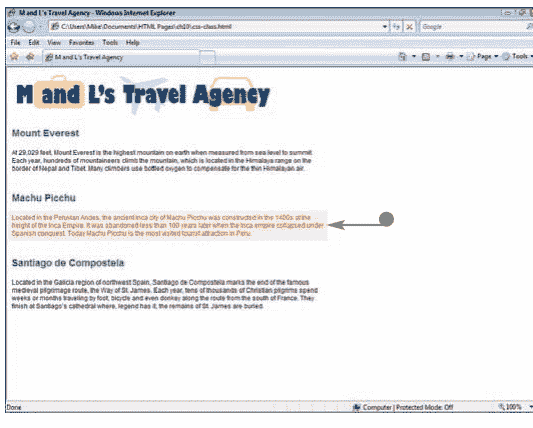 M and L's Travel Agency - Windows Internet Explorer
C:\Users\Mike\Documents\HTML Pages\ch10\css-class.html
Google
File Edit View Favorites Tools Help
M and L's Travel Agency
Page Tools
M and L's Travel Agency
Mount Everest
At 29,029 feet, Mount Everest is the highest mountain on earth when measured from sea level to summit.
Each year, hundreds of mountaineers climb the mountain, which is located in the Himalaya range on the
border of Nepal and Tibet. Many climbers use bottled oxygen to compensate for the thin Himalayan air.
Machu Picchu
Located in the Peruvian Andes, the ancient Inca city of Machu Picchu was constructed in the 1400s at the
height of the Inca Empire. It was abandoned less than 100 years later when the Inca empire collapsed under
Spanish conquest. Today Machu Picchu is the most visited tourist attraction in Peru.
Santiago de Compostela
Located in the Galicia region of northwest Spain, Santiago de Compostela marks the end of the famous
medieval pilgrimage route, the Way of St. James. Each year, tens of thousands of Christian pilgrims spend
weeks or months traveling by foot, bicycle and even donkey along the route from the south of France. They
finish at Santiago's cathedral where, legend has it, the remains of St. James are buried.
Done
Computer | Protected Mode: Off
100%